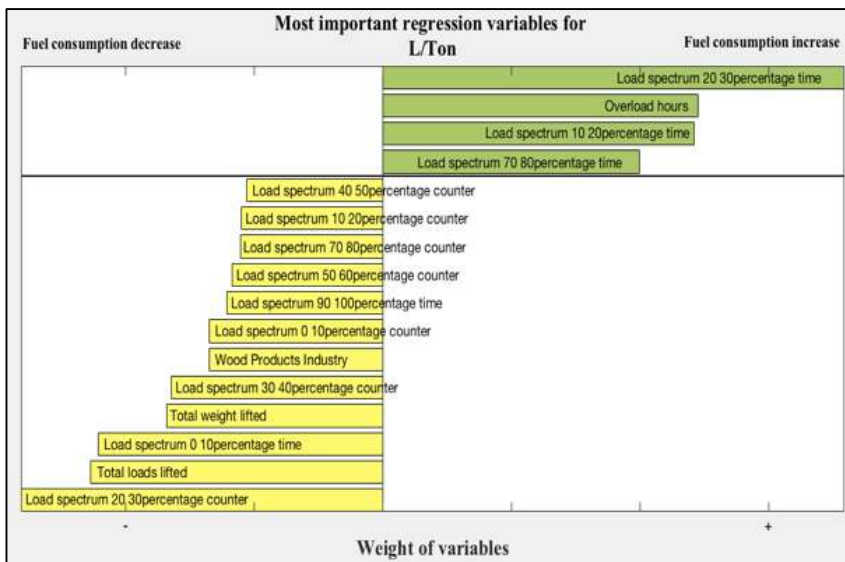 Most important regression variables for
L/Ton
Fuel consumption decrease
Fuel consumption increase
Load spectrum 20 30percentage time
Overload hours
Load spectrum 10 20percentage time
Load spectrum 70 80percentage time
Load spectrum 40 50percentage counter
Load spectrum 10 20percentage counter
Load spectrum 70 80percentage counter
Load spectrum 50 60percentage counter
Load spectrum 90 100percentage time
Load spectrum 0 10percentage counter
Wood Products Industry
Load spectrum 30 40percentage counter
Total weight lifted
Load spectrum 0 10percentage time
Total loads lifted
Load spectrum 20 30percentage counter
- +
Weight of variables